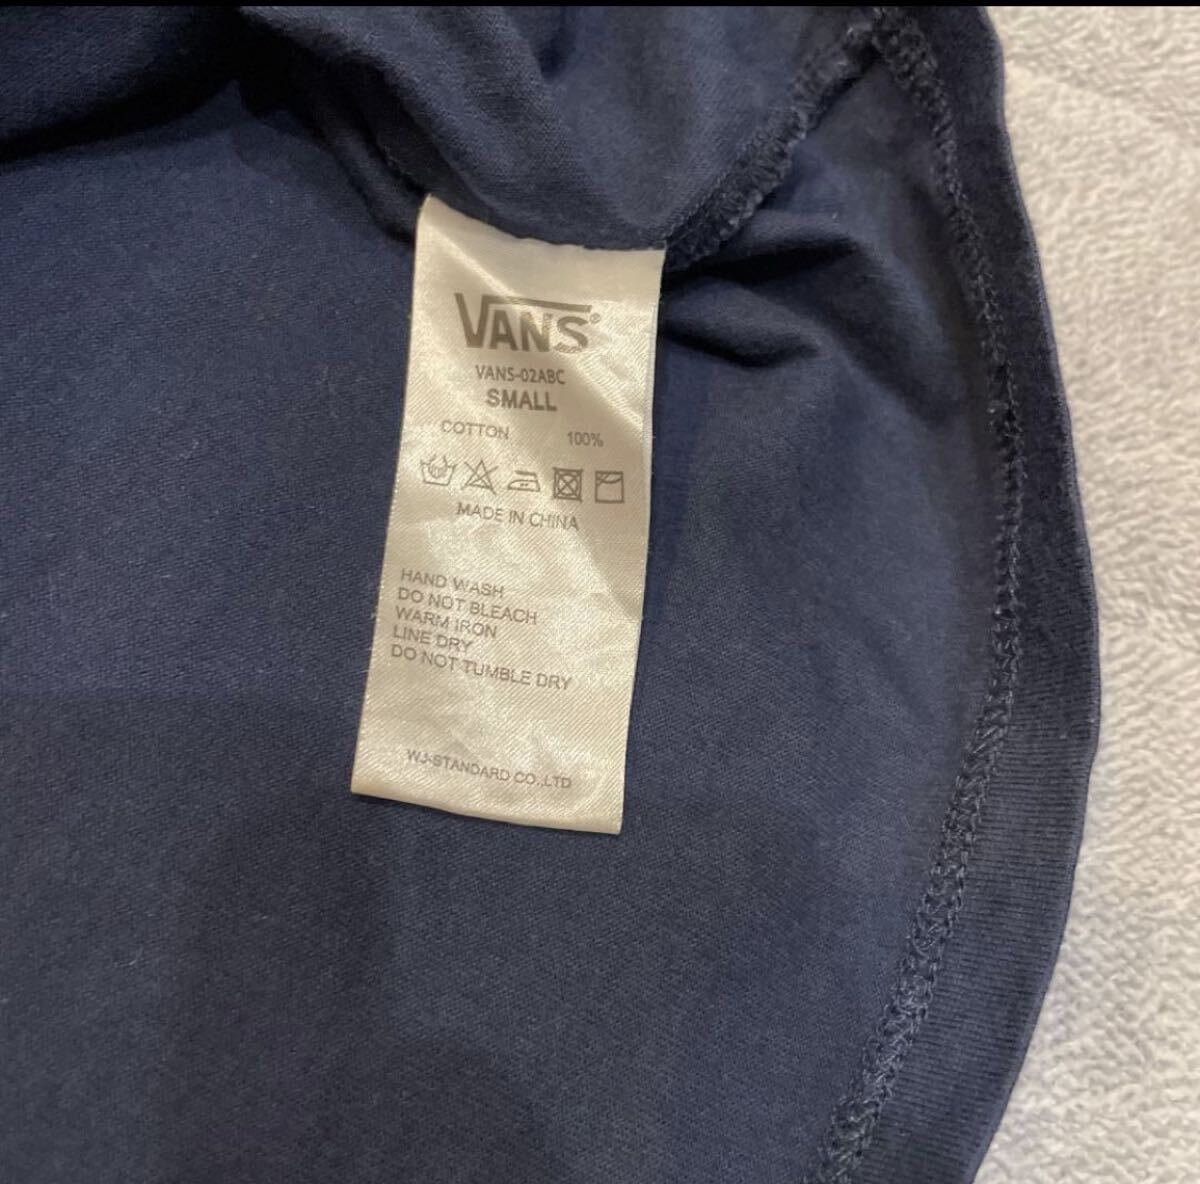 VANS®
VANS-02ABC
SMALL
COTTON 100%
MADE IN CHINA
HAND WASH
DO NOT BLEACH
WARM IRON
LINE DRY
DO NOT TUMBLE DRY
WJ-STANDARD CO.,LTD